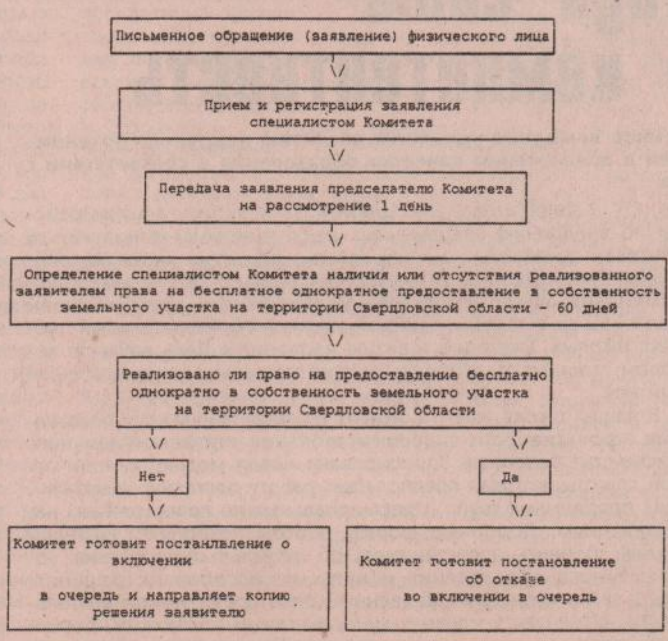 Письменное обращение (заявление) физического лица
Прием и регистрация заявления
специалистом Комитета
Передача заявления председателю Комитета
на рассмотрение 1 день
Определение специалистом Комитета наличия или отсутствия реализованного
заявителем права на бесплатное однократное предоставление в собственность
земельного участка на территории Свердловской области - 60 дней
Реализовано ли право на предоставление бесплатно
однократно в собственность земельного участка
на территории Свердловской области
Нет
Да
Комитет готовит постанлвление о
включении
в очередь и направляет копию
решения заявителю
Комитет готовит постановление
об отказе
во включении в очередь